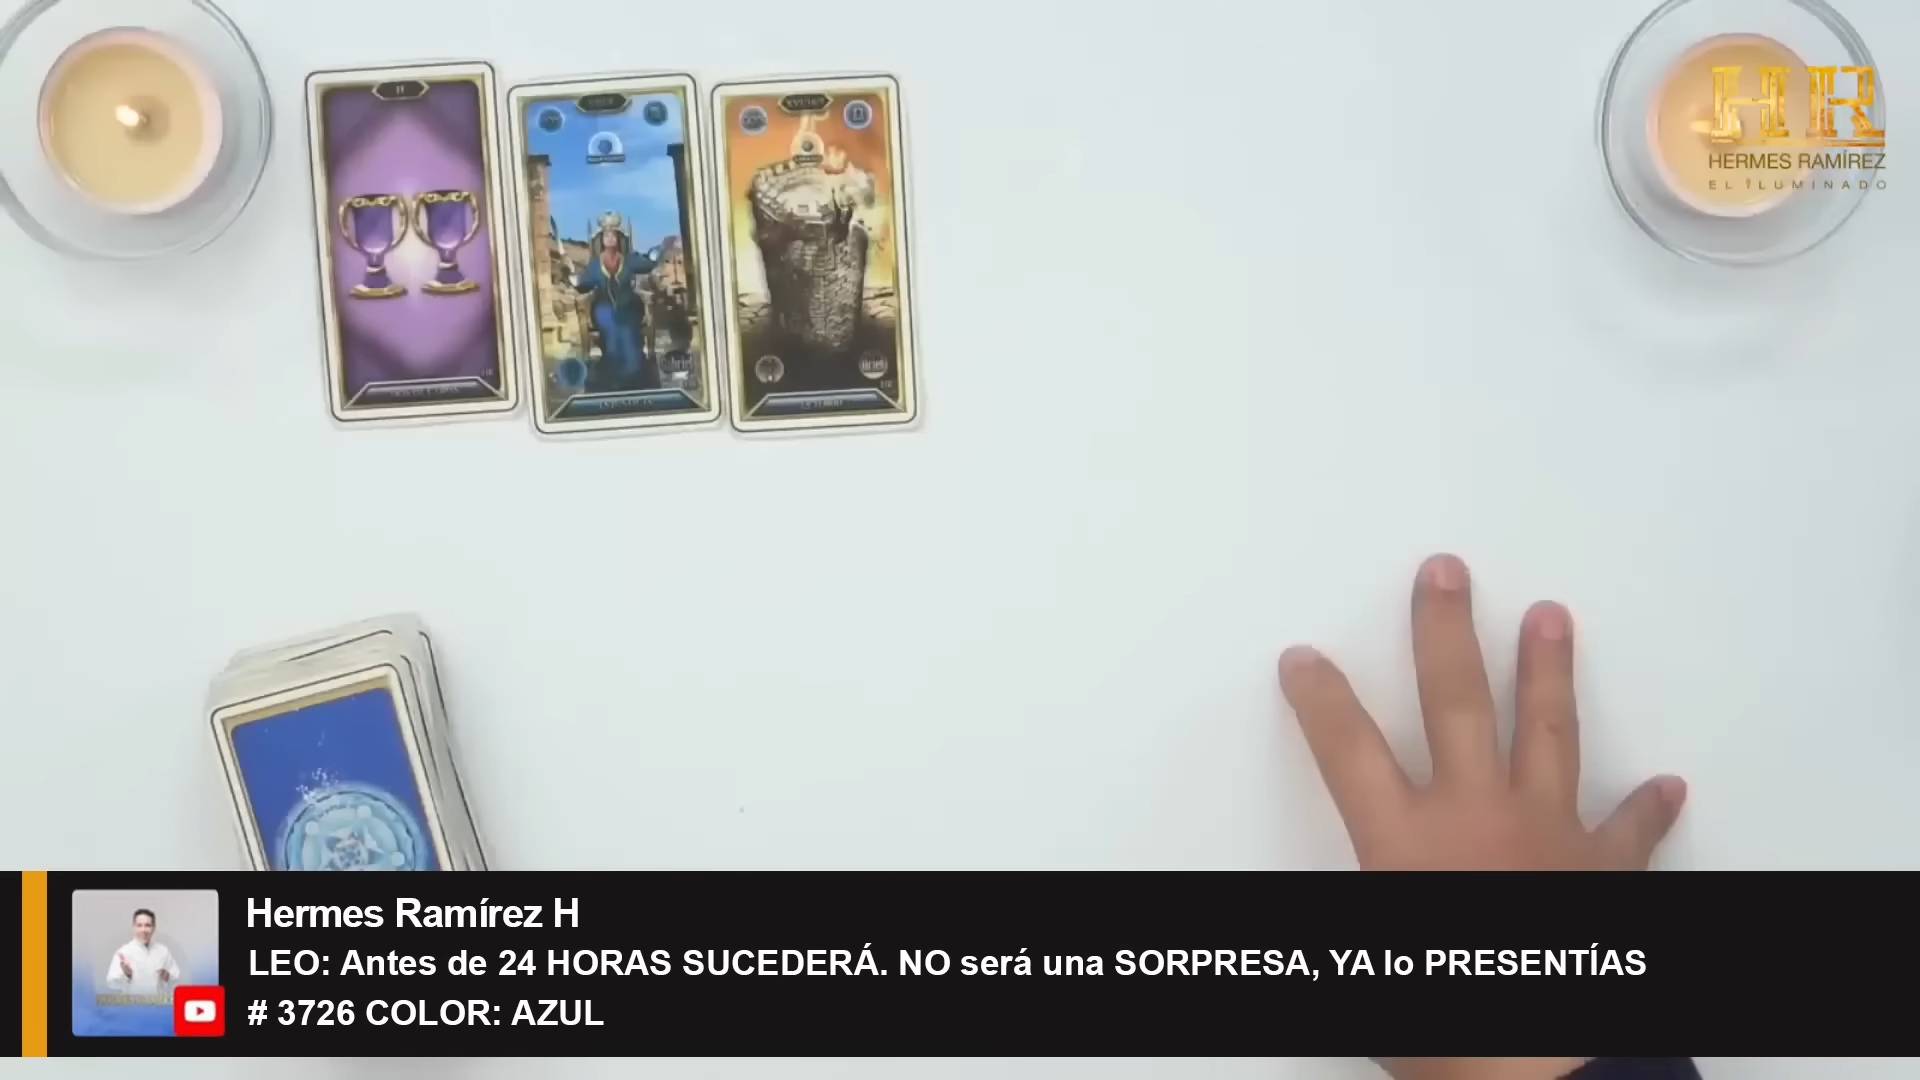 II
HR
HERMES RAMÍREZ
EL ILUMINADO
Hermes Ramírez H
LEO: Antes de 24 HORAS SUCEDERÁ. NO será una SORPRESA, YA lo PRESENTÍAS
# 3726 COLOR: AZUL